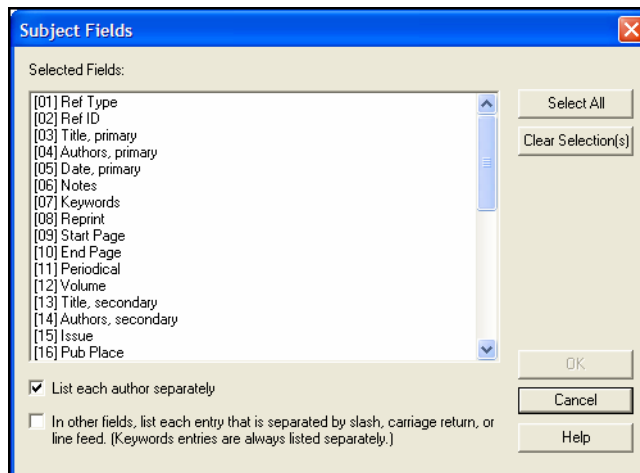 Subject Fields
Selected Fields:
[01] Ref Type
[02] Ref ID
[03] Title, primary
[04] Authors, primary
[05] Date, primary
[06] Notes
[07] Keywords
[08] Reprint
[09] Start Page
[10] End Page
[11] Periodical
[12] Volume
[13] Title, secondary
[14] Authors, secondary
[15] Issue
[16] Pub Place
Select All
Clear Selection(s)
List each author separately
In other fields, list each entry that is separated by slash, carriage return, or
line feed. (Keywords entries are always listed separately.)
OK
Cancel
Help